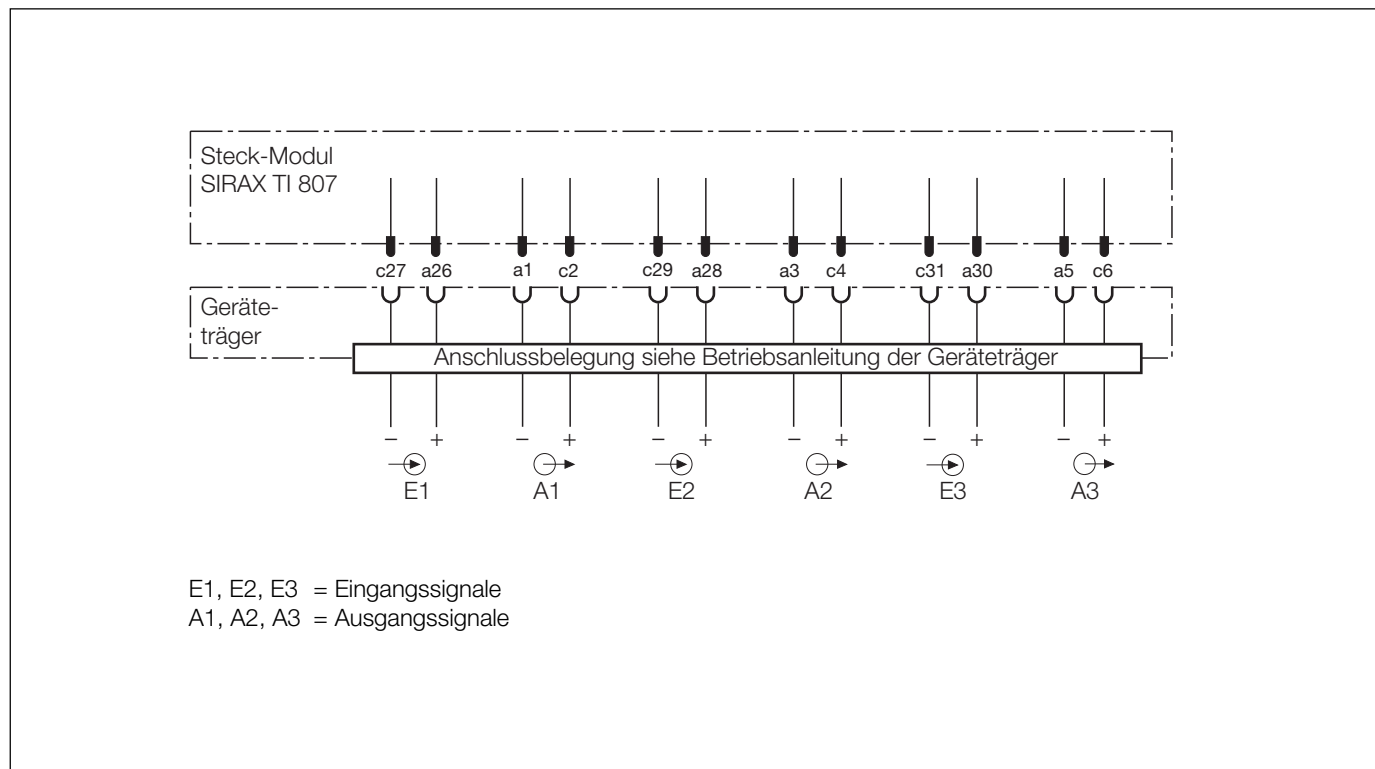 Steck-Modul
SIRAX TI 807
c27 a26 a1 c2 c29 a28 a3 c4 c31 a30 a5 c6
Geräte-
träger
Anschlussbelegung siehe Betriebsanleitung der Geräteträger
– + – + – + – + – + – +
E1 A1 E2 A2 E3 A3
E1, E2, E3 = Eingangssignale
A1, A2, A3 = Ausgangssignale